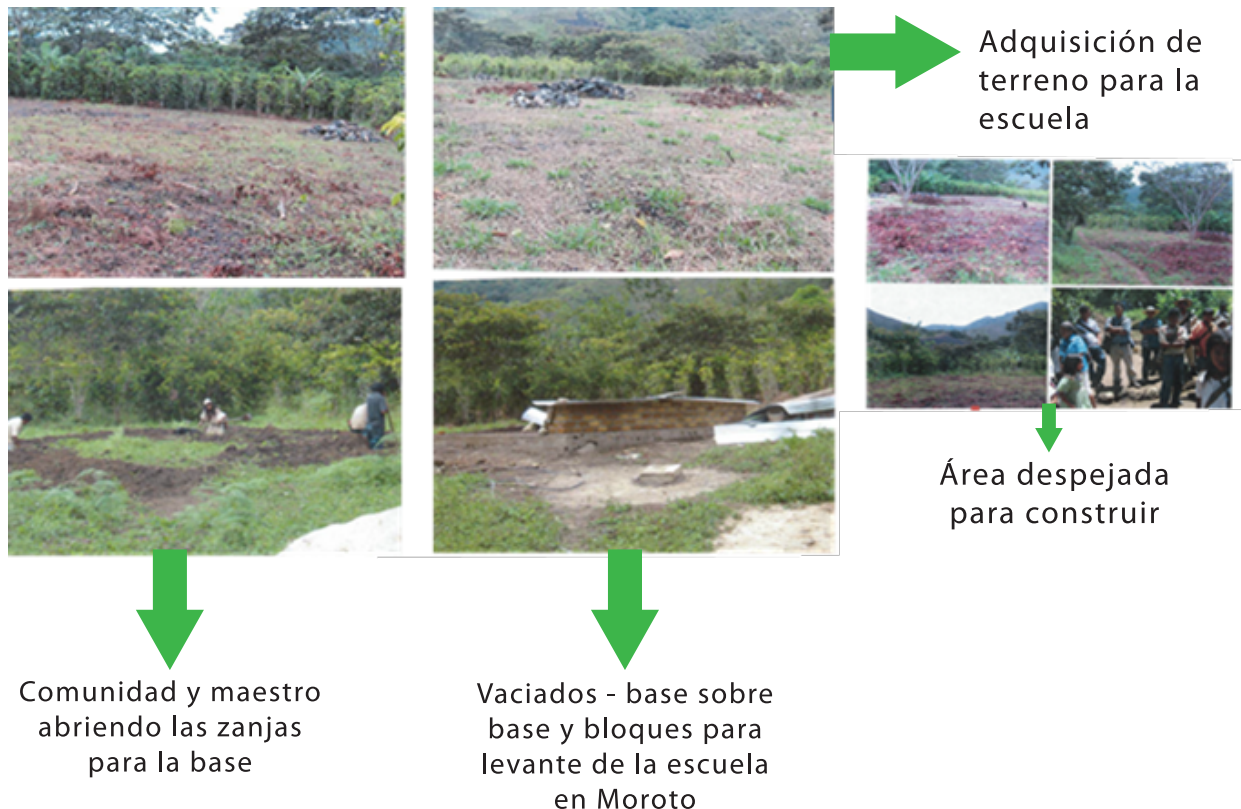 Adquisición de
terreno para la
escuela
Área despejada
para construir
Comunidad y maestro
abriendo las zanjas
para la base
Vaciados - base sobre
base y bloques para
levante de la escuela
en Moroto